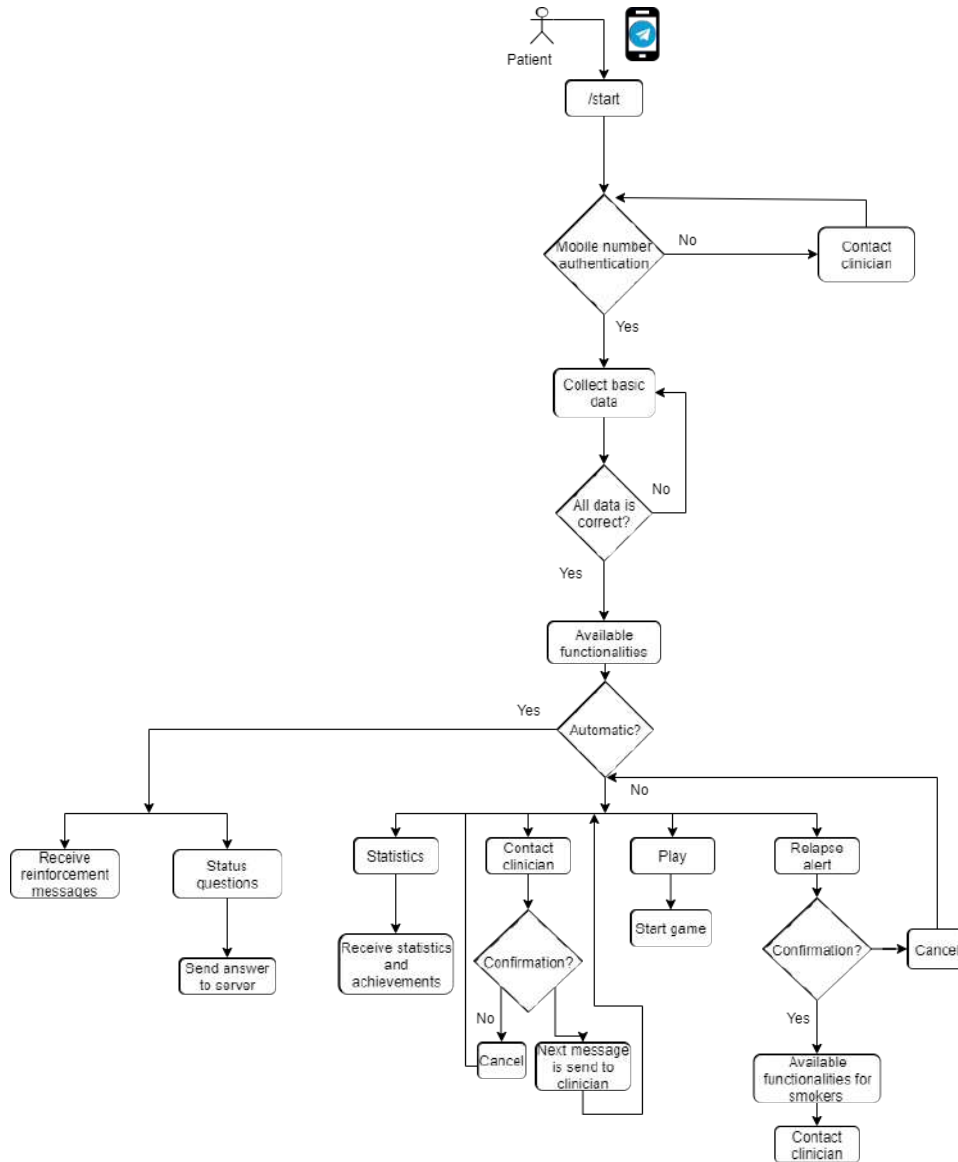 Patient
/start
Mobile number
authentication
No
Contact
clinician
Yes
Collect basic
data
All data is
correct?
No
Yes
Available
functionalities
Automatic?
Yes
No
Receive
reinforcement
messages
Status
questions
Send answer
to server
Statistics
Receive statistics
and
achievements
Contact
clinician
Confirmation?
No
Cancel
Next message
is send to
clinician
Play
Start game
Relapse
alert
Confirmation?
Cancel
Yes
Available
functionalities for
smokers
Contact
clinician